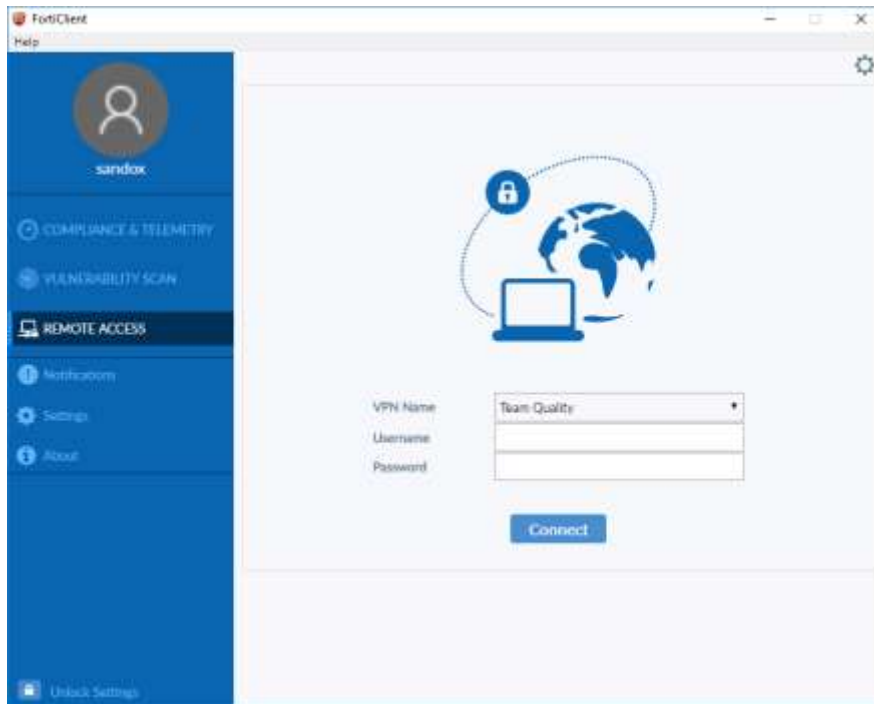 FortiClient
Help
sandox
COMPLIANCE & TELEMETRY
VULNERABILITY SCAN
REMOTE ACCESS
Notifications
Settings
About
VPN Name
Team Quality
Username
Password
Connect
Unlock Settings